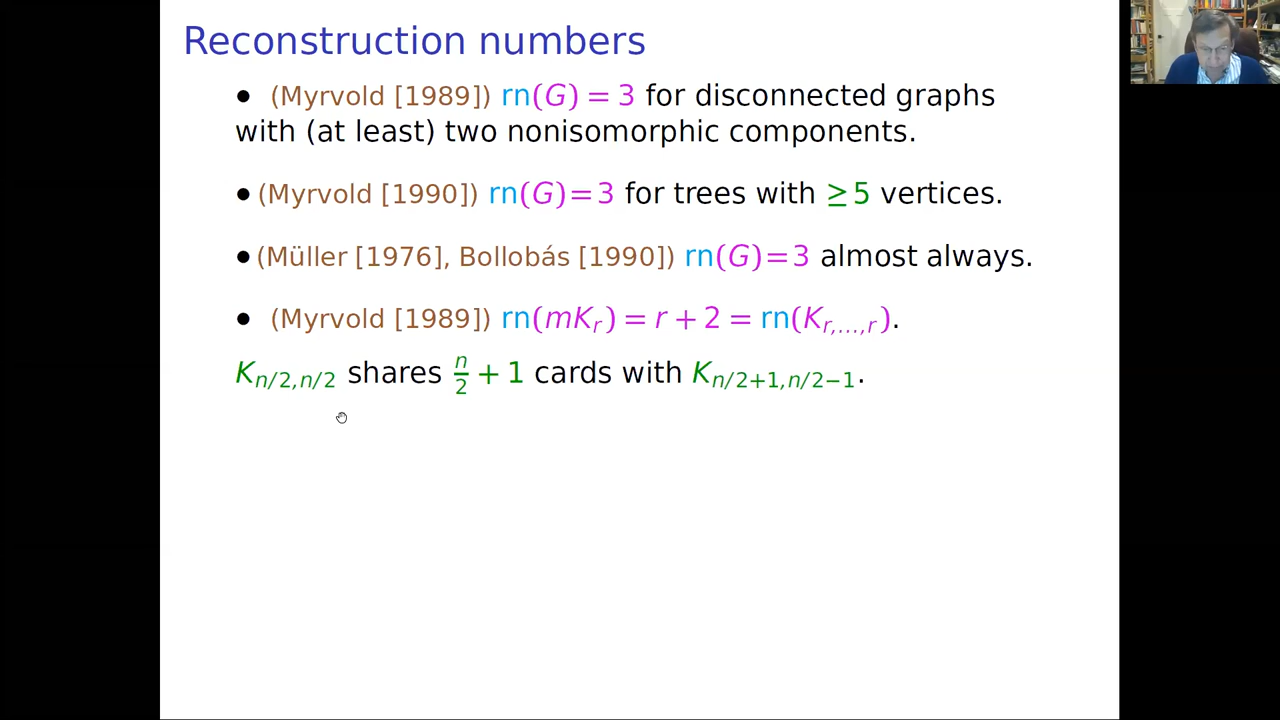 Reconstruction numbers
• (Myrvold [1989]) rn(G) = 3 for disconnected graphs
with (at least) two nonisomorphic components.
• (Myrvold [1990]) rn(G)=3 for trees with ≥5 vertices.
• (Müller [1976], Bollobás [1990]) rn(G)=3 almost always.
• (Myrvold [1989]) rn(mK_r) = r + 2 = rn(K_{r,...,r}).
K_{n/2,n/2} shares n/2 + 1 cards with K_{n/2+1,n/2−1}.